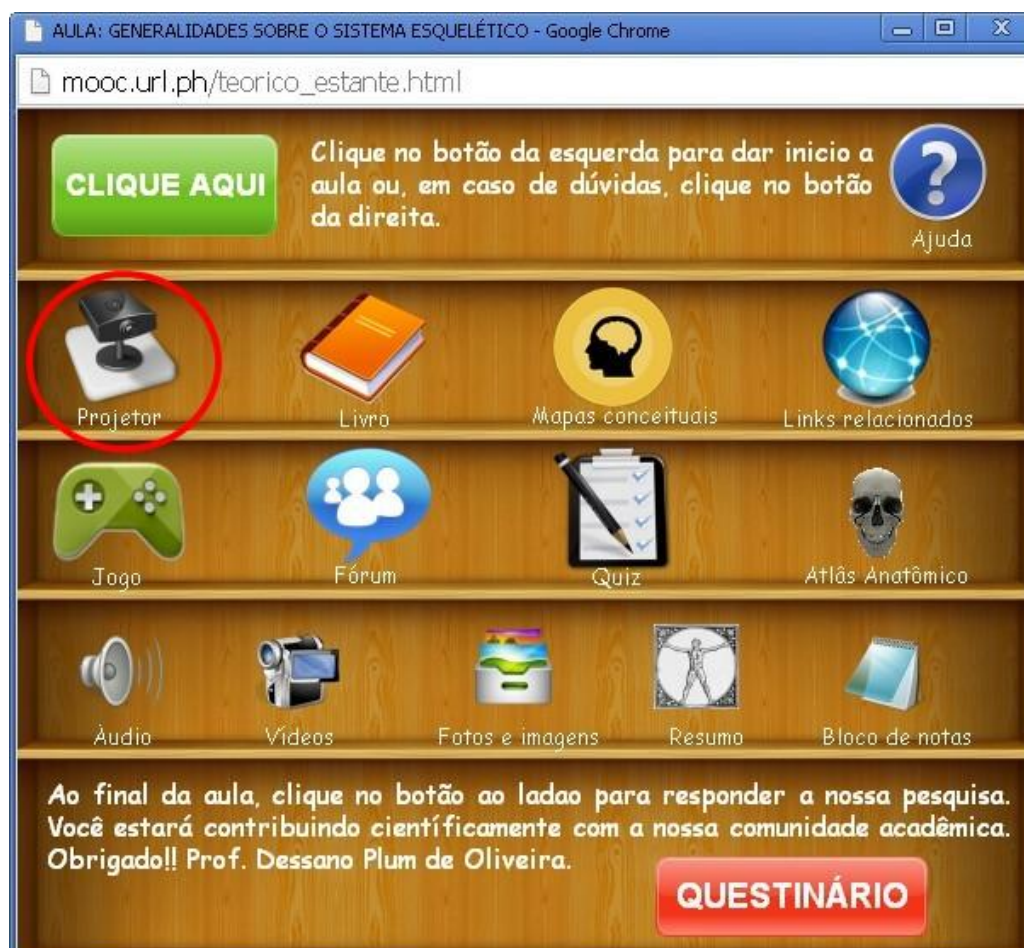 AULA: GENERALIDADES SOBRE O SISTEMA ESQUELÉTICO - Google Chrome
mooc.url.ph/teorico_estante.html
CLIQUE AQUI
Clique no botão da esquerda para dar inicio a
aula ou, em caso de dúvidas, clique no botão
da direita.
?
Ajuda
Projetor
Livro
Mapas conceituais
Links relacionados
Jogo
Fórum
Quiz
Atlâs Anatômico
Àudio
Vídeos
Fotos e imagens
Resumo
Bloco de notas
Ao final da aula, clique no botão ao ladao para responder a nossa pesquisa.
Você estará contribuindo científicamente com a nossa comunidade acadêmica.
Obrigado!! Prof. Dessano Plum de Oliveira.
QUESTINÁRIO